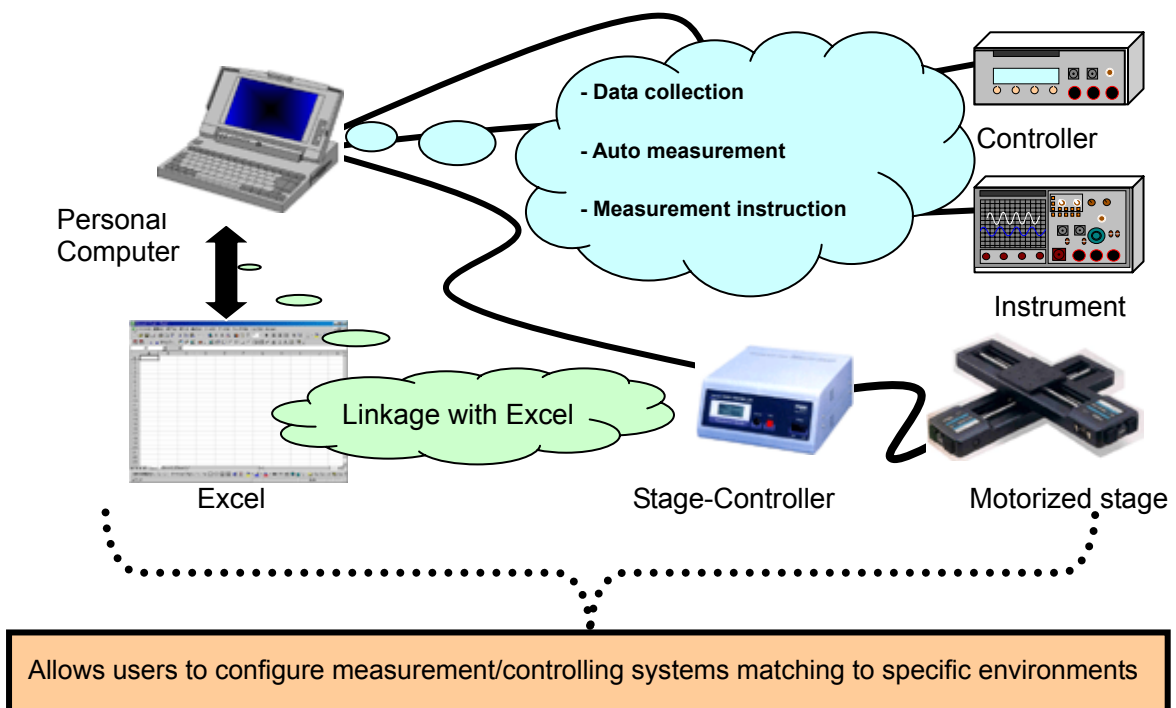 - Data collection
- Auto measurement
- Measurement instruction
Controller
Personal
Computer
Instrument
Linkage with Excel
Excel
Stage-Controller
Motorized stage
Allows users to configure measurement/controlling systems matching to specific environments